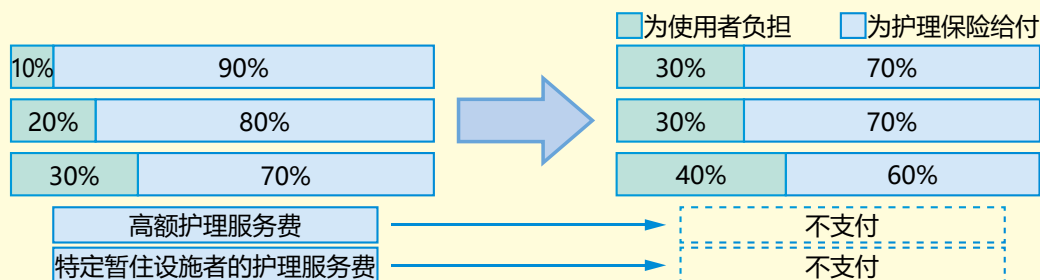 为使用者负担 为护理保险给付
10% 90% 30% 70%
20% 80% 30% 70%
30% 70% 40% 60%
高额护理服务费 不支付
特定暂住设施者的护理服务费 不支付